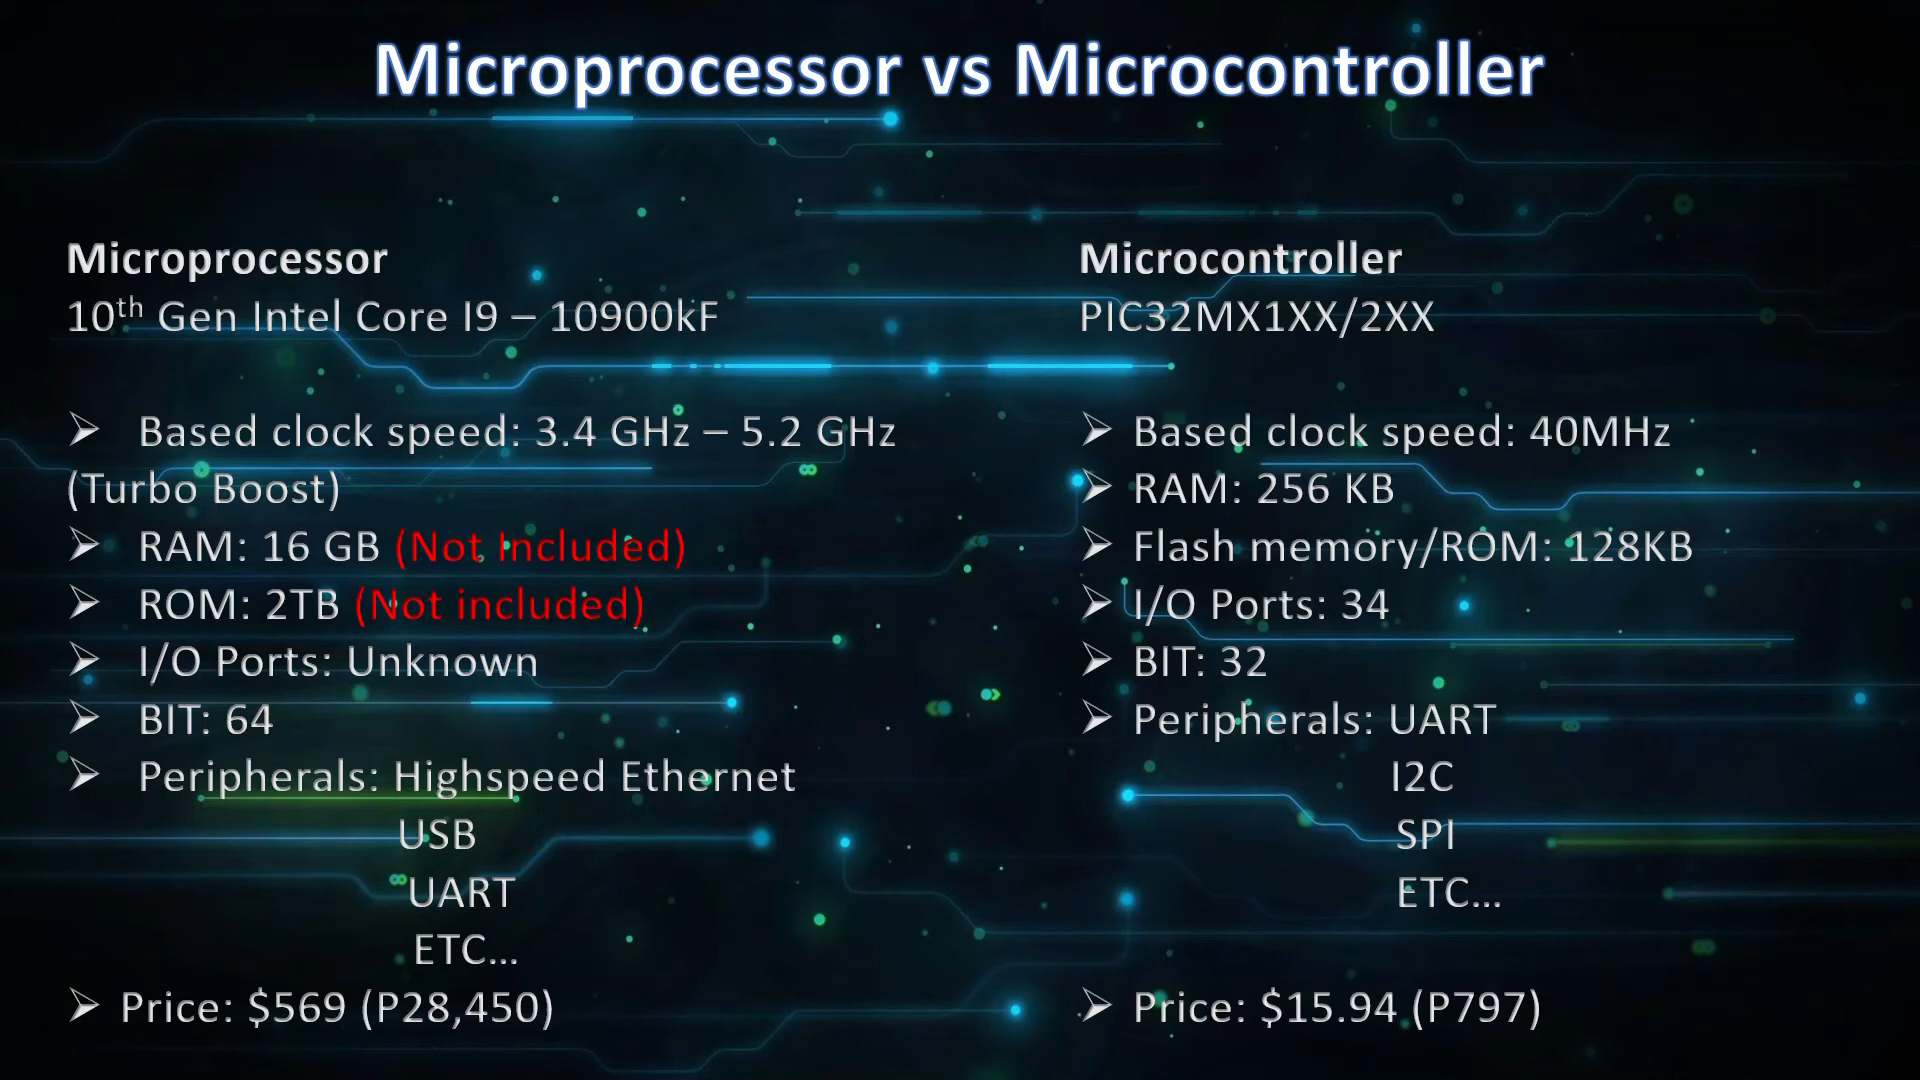 Microprocessor vs Microcontroller
Microprocessor
10th Gen Intel Core I9 – 10900kF
➢ Based clock speed: 3.4 GHz – 5.2 GHz
(Turbo Boost)
➢ RAM: 16 GB (Not Included)
➢ ROM: 2TB (Not included)
➢ I/O Ports: Unknown
➢ BIT: 64
➢ Peripherals: Highspeed Ethernet
USB
UART
ETC…
➢ Price: $569 (P28,450)
Microcontroller
PIC32MX1XX/2XX
➢ Based clock speed: 40MHz
➢ RAM: 256 KB
➢ Flash memory/ROM: 128KB
➢ I/O Ports: 34
➢ BIT: 32
➢ Peripherals: UART
I2C
SPI
ETC…
➢ Price: $15.94 (P797)